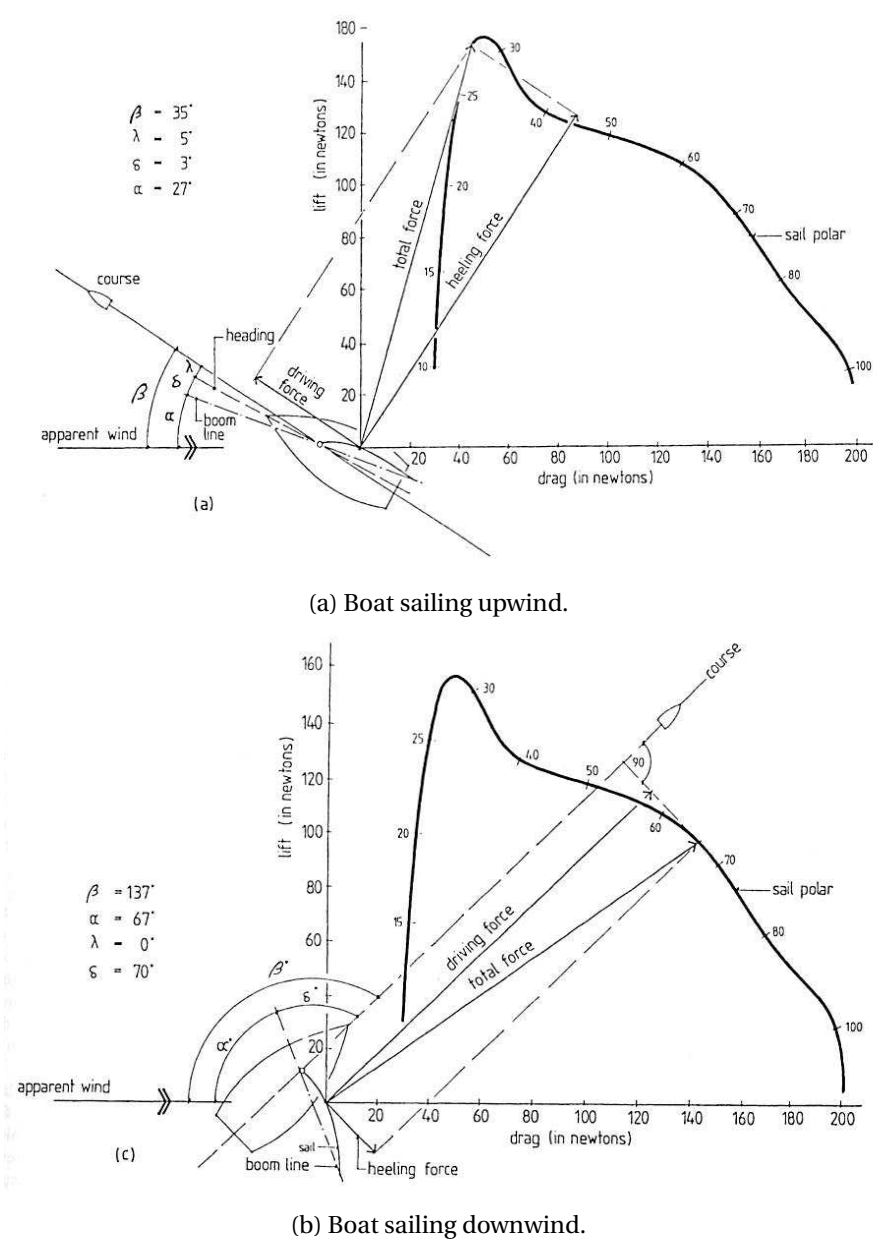 180
30
160
140
120
100
80
60
40
20
lift (in newtons)
β = 35°
λ = 5°
δ = 3°
α = 27°
25
40
50
60
70
sail polar
20
80
15
10
100
total force
heeling force
driving force
course
heading
λ
δ
β
α
boom line
apparent wind
20 40 60 80 100 120 140 160 180 200
drag (in newtons)
(a)
(a) Boat sailing upwind.
160
140
120
100
80
60
20
lift (in newtons)
course
30
25
40
50
90
60
20
70
sail polar
15
80
100
β = 137°
α = 67°
λ = 0°
δ = 70°
driving force
total force
β°
δ°
α°
apparent wind
20 40 60 80 100 120 140 160 180 200
drag (in newtons)
sail
boom line
heeling force
(c)
(b) Boat sailing downwind.